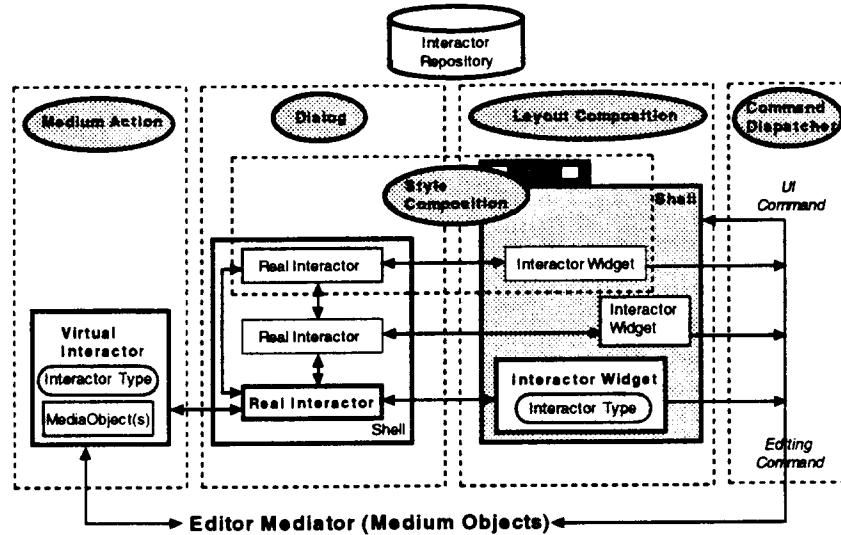 Interactor
Repository
Medium Action
Dialog
Layout Composition
Command
Dispatcher
Style
Composition
Shell
UI
Command
Real Interactor
Interactor Widget
Real Interactor
Interactor
Widget
Virtual
Interactor
Interactor Type
MediaObject(s)
Real Interactor
Shell
Interactor Widget
Interactor Type
Editing
Command
Editor Mediator (Medium Objects)